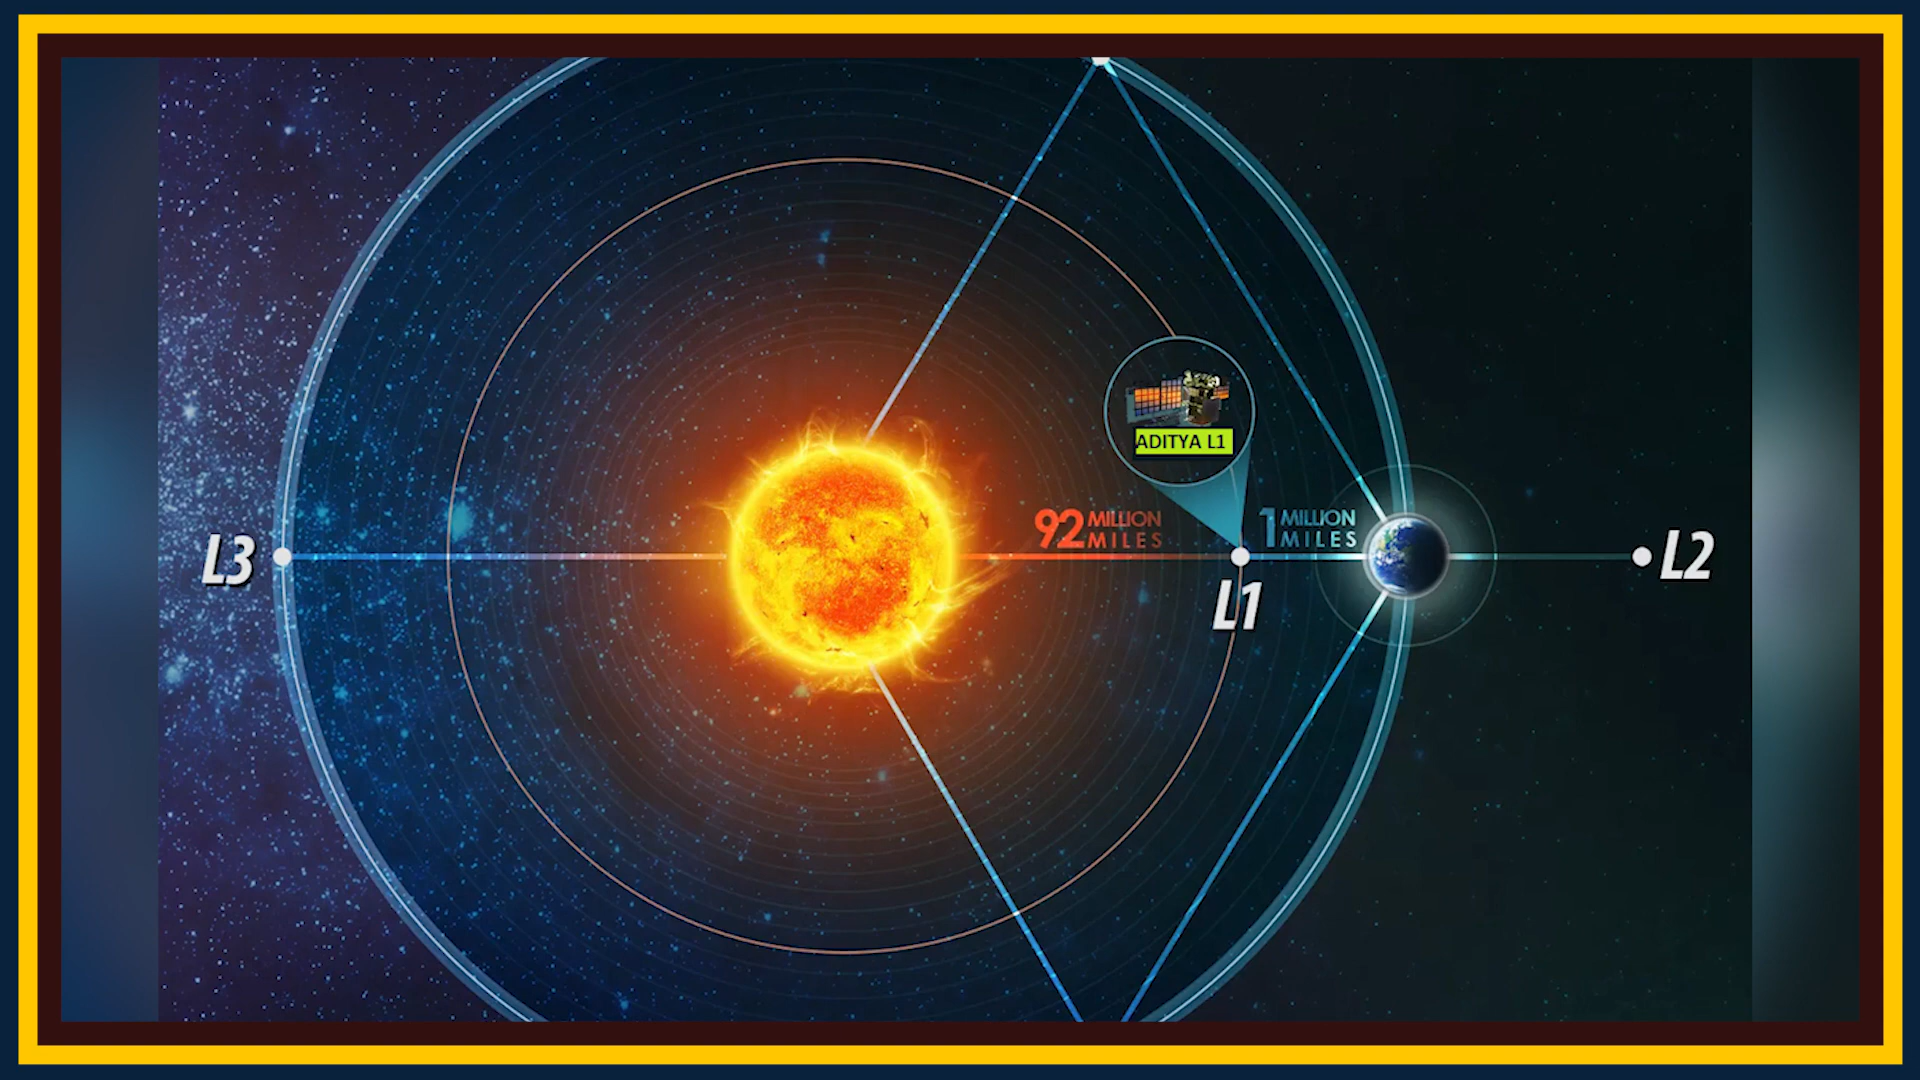 ADITYA L1
92 MILLION
MILES
1 MILLION
MILES
L3
L1
L2